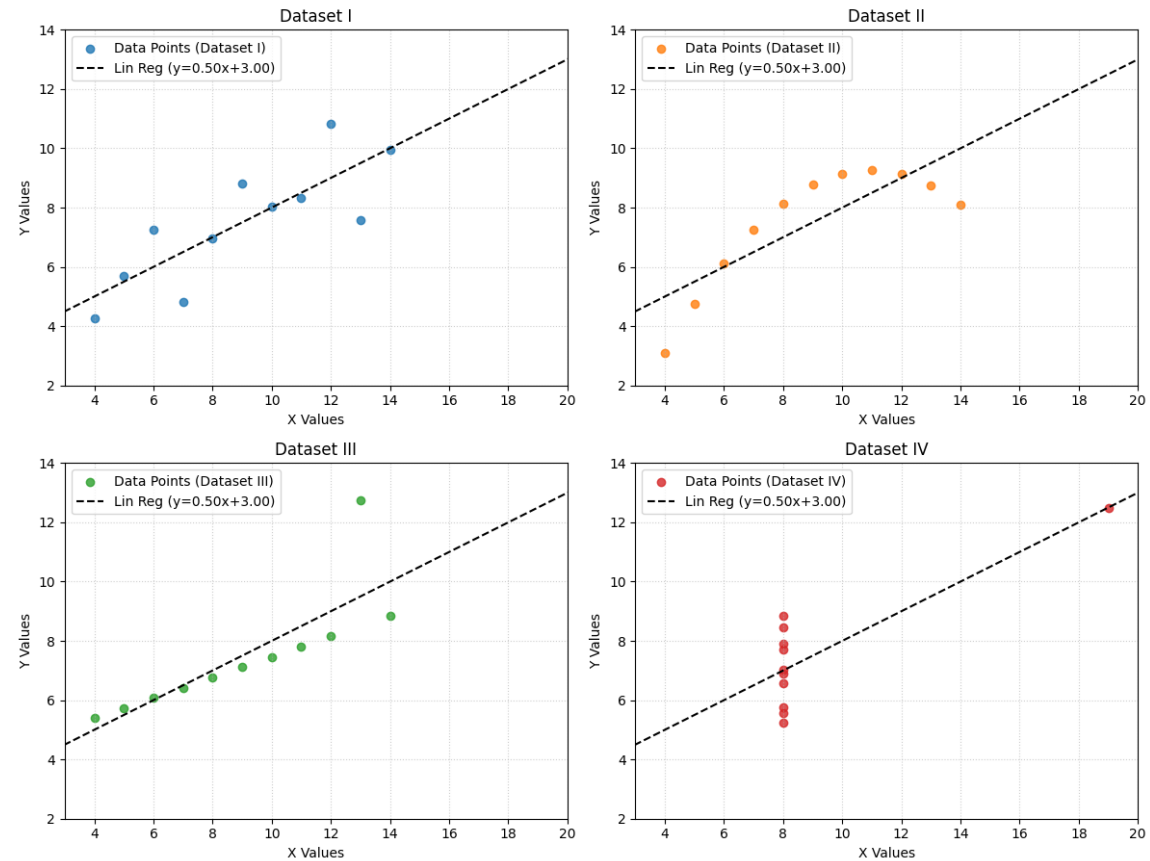 Dataset I
Data Points (Dataset I)
Lin Reg (y=0.50x+3.00)
Y Values
14
12
10
8
6
4
2
4 6 8 10 12 14 16 18 20
X Values
Dataset II
Data Points (Dataset II)
Lin Reg (y=0.50x+3.00)
Y Values
14
12
10
8
6
4
2
4 6 8 10 12 14 16 18 20
X Values
Dataset III
Data Points (Dataset III)
Lin Reg (y=0.50x+3.00)
Y Values
14
12
10
8
6
4
2
4 6 8 10 12 14 16 18 20
X Values
Dataset IV
Data Points (Dataset IV)
Lin Reg (y=0.50x+3.00)
Y Values
14
12
10
8
6
4
2
4 6 8 10 12 14 16 18 20
X Values